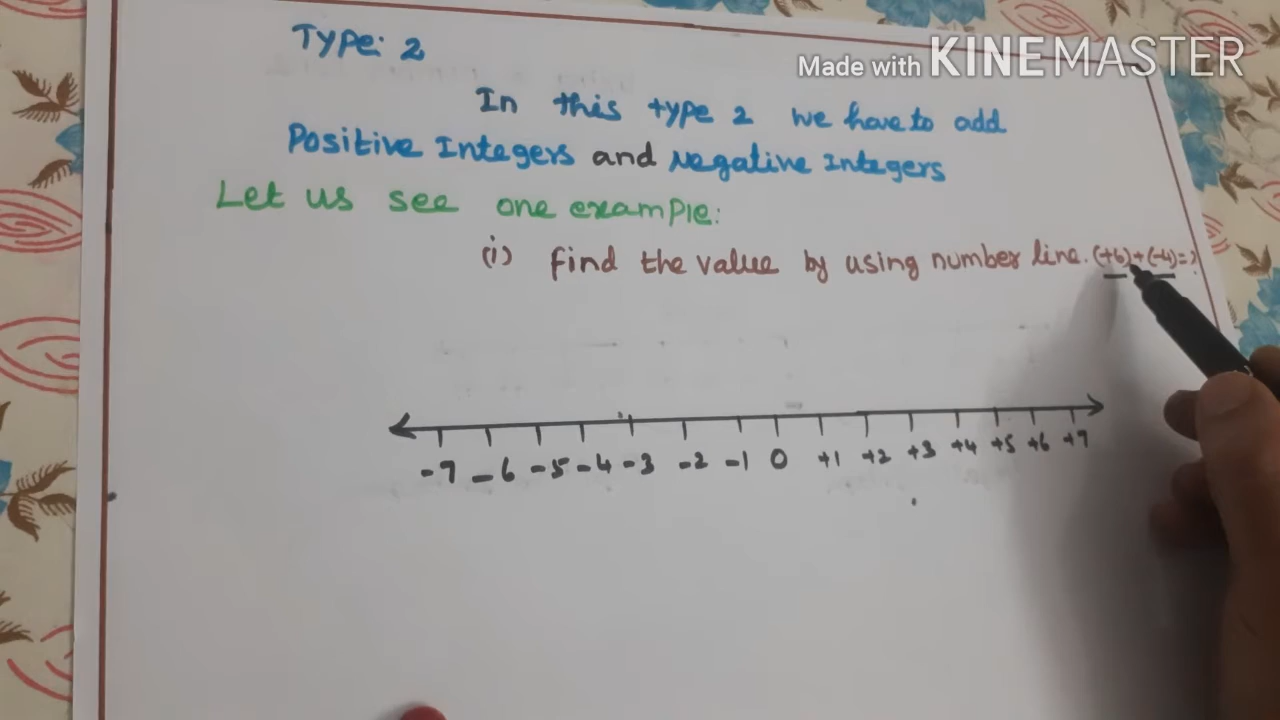 Made with KINEMASTER
Type: 2
In this type 2 we have to add
Positive Integers and Negative Integers
Let us see one example:
(i) find the value by using number line. (+6)+(-4)=?
-7 -6 -5 -4 -3 -2 -1 0 +1 +2 +3 +4 +5 +6 +7